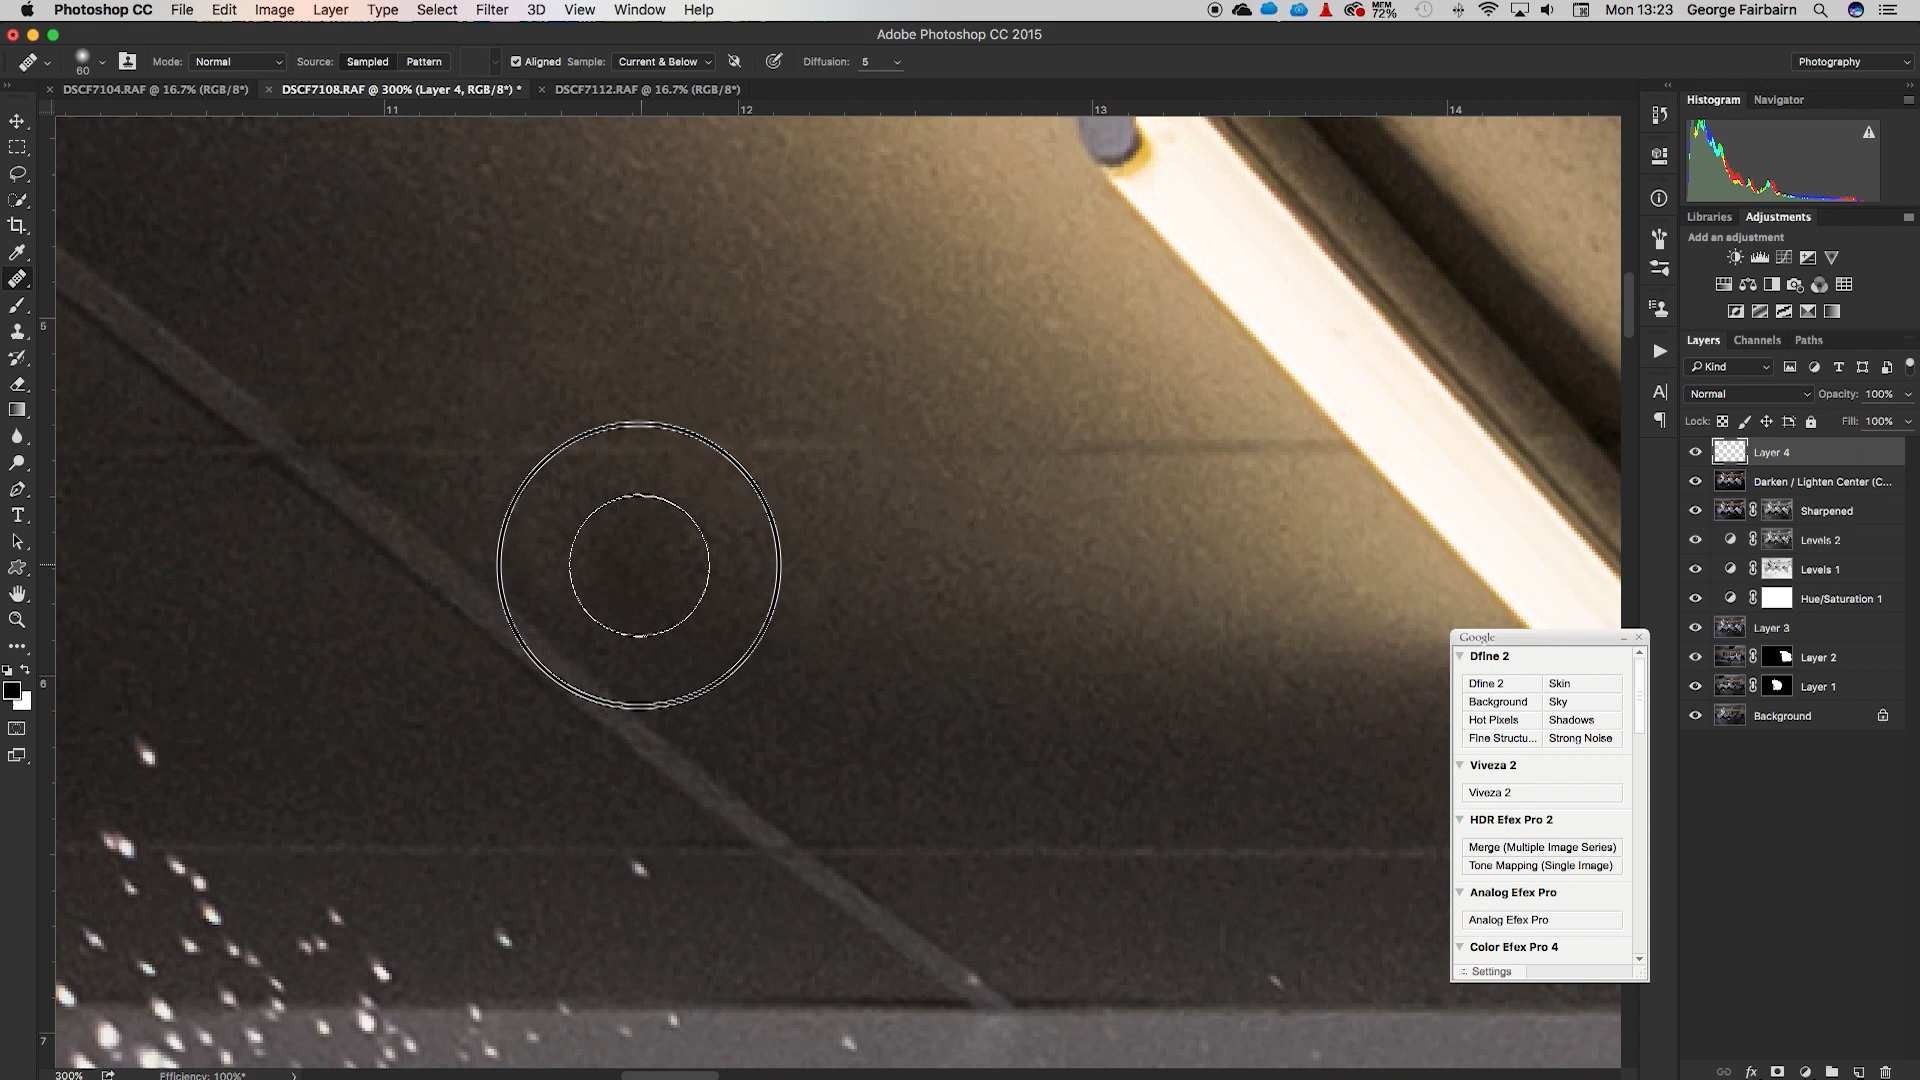 Photoshop CC File Edit Image Layer Type Select Filter 3D View Window Help MEM 72% Mon 13:23 George Fairbairn
Adobe Photoshop CC 2015
60 Mode: Normal Source: Sampled Pattern Aligned Sample: Current & Below Diffusion: 5 Photography
DSCF7104.RAF @ 16.7% (RGB/8*) DSCF7108.RAF @ 300% (Layer 4, RGB/8*) * DSCF7112.RAF @ 16.7% (RGB/8*)
11 12 13 14
5
6
7
Histogram Navigator
Libraries Adjustments
Add an adjustment
Layers Channels Paths
Kind
Normal Opacity: 100%
Lock: Fill: 100%
Layer 4
Darken / Lighten Center (C...
Sharpened
Levels 2
Levels 1
Hue/Saturation 1
Layer 3
Layer 2
Layer 1
Background
Google
Dfine 2
Dfine 2 Skin
Background Sky
Hot Pixels Shadows
Fine Structu... Strong Noise
Viveza 2
Viveza 2
HDR Efex Pro 2
Merge (Multiple Image Series)
Tone Mapping (Single Image)
Analog Efex Pro
Analog Efex Pro
Color Efex Pro 4
Settings
300% Efficiency: 100%*